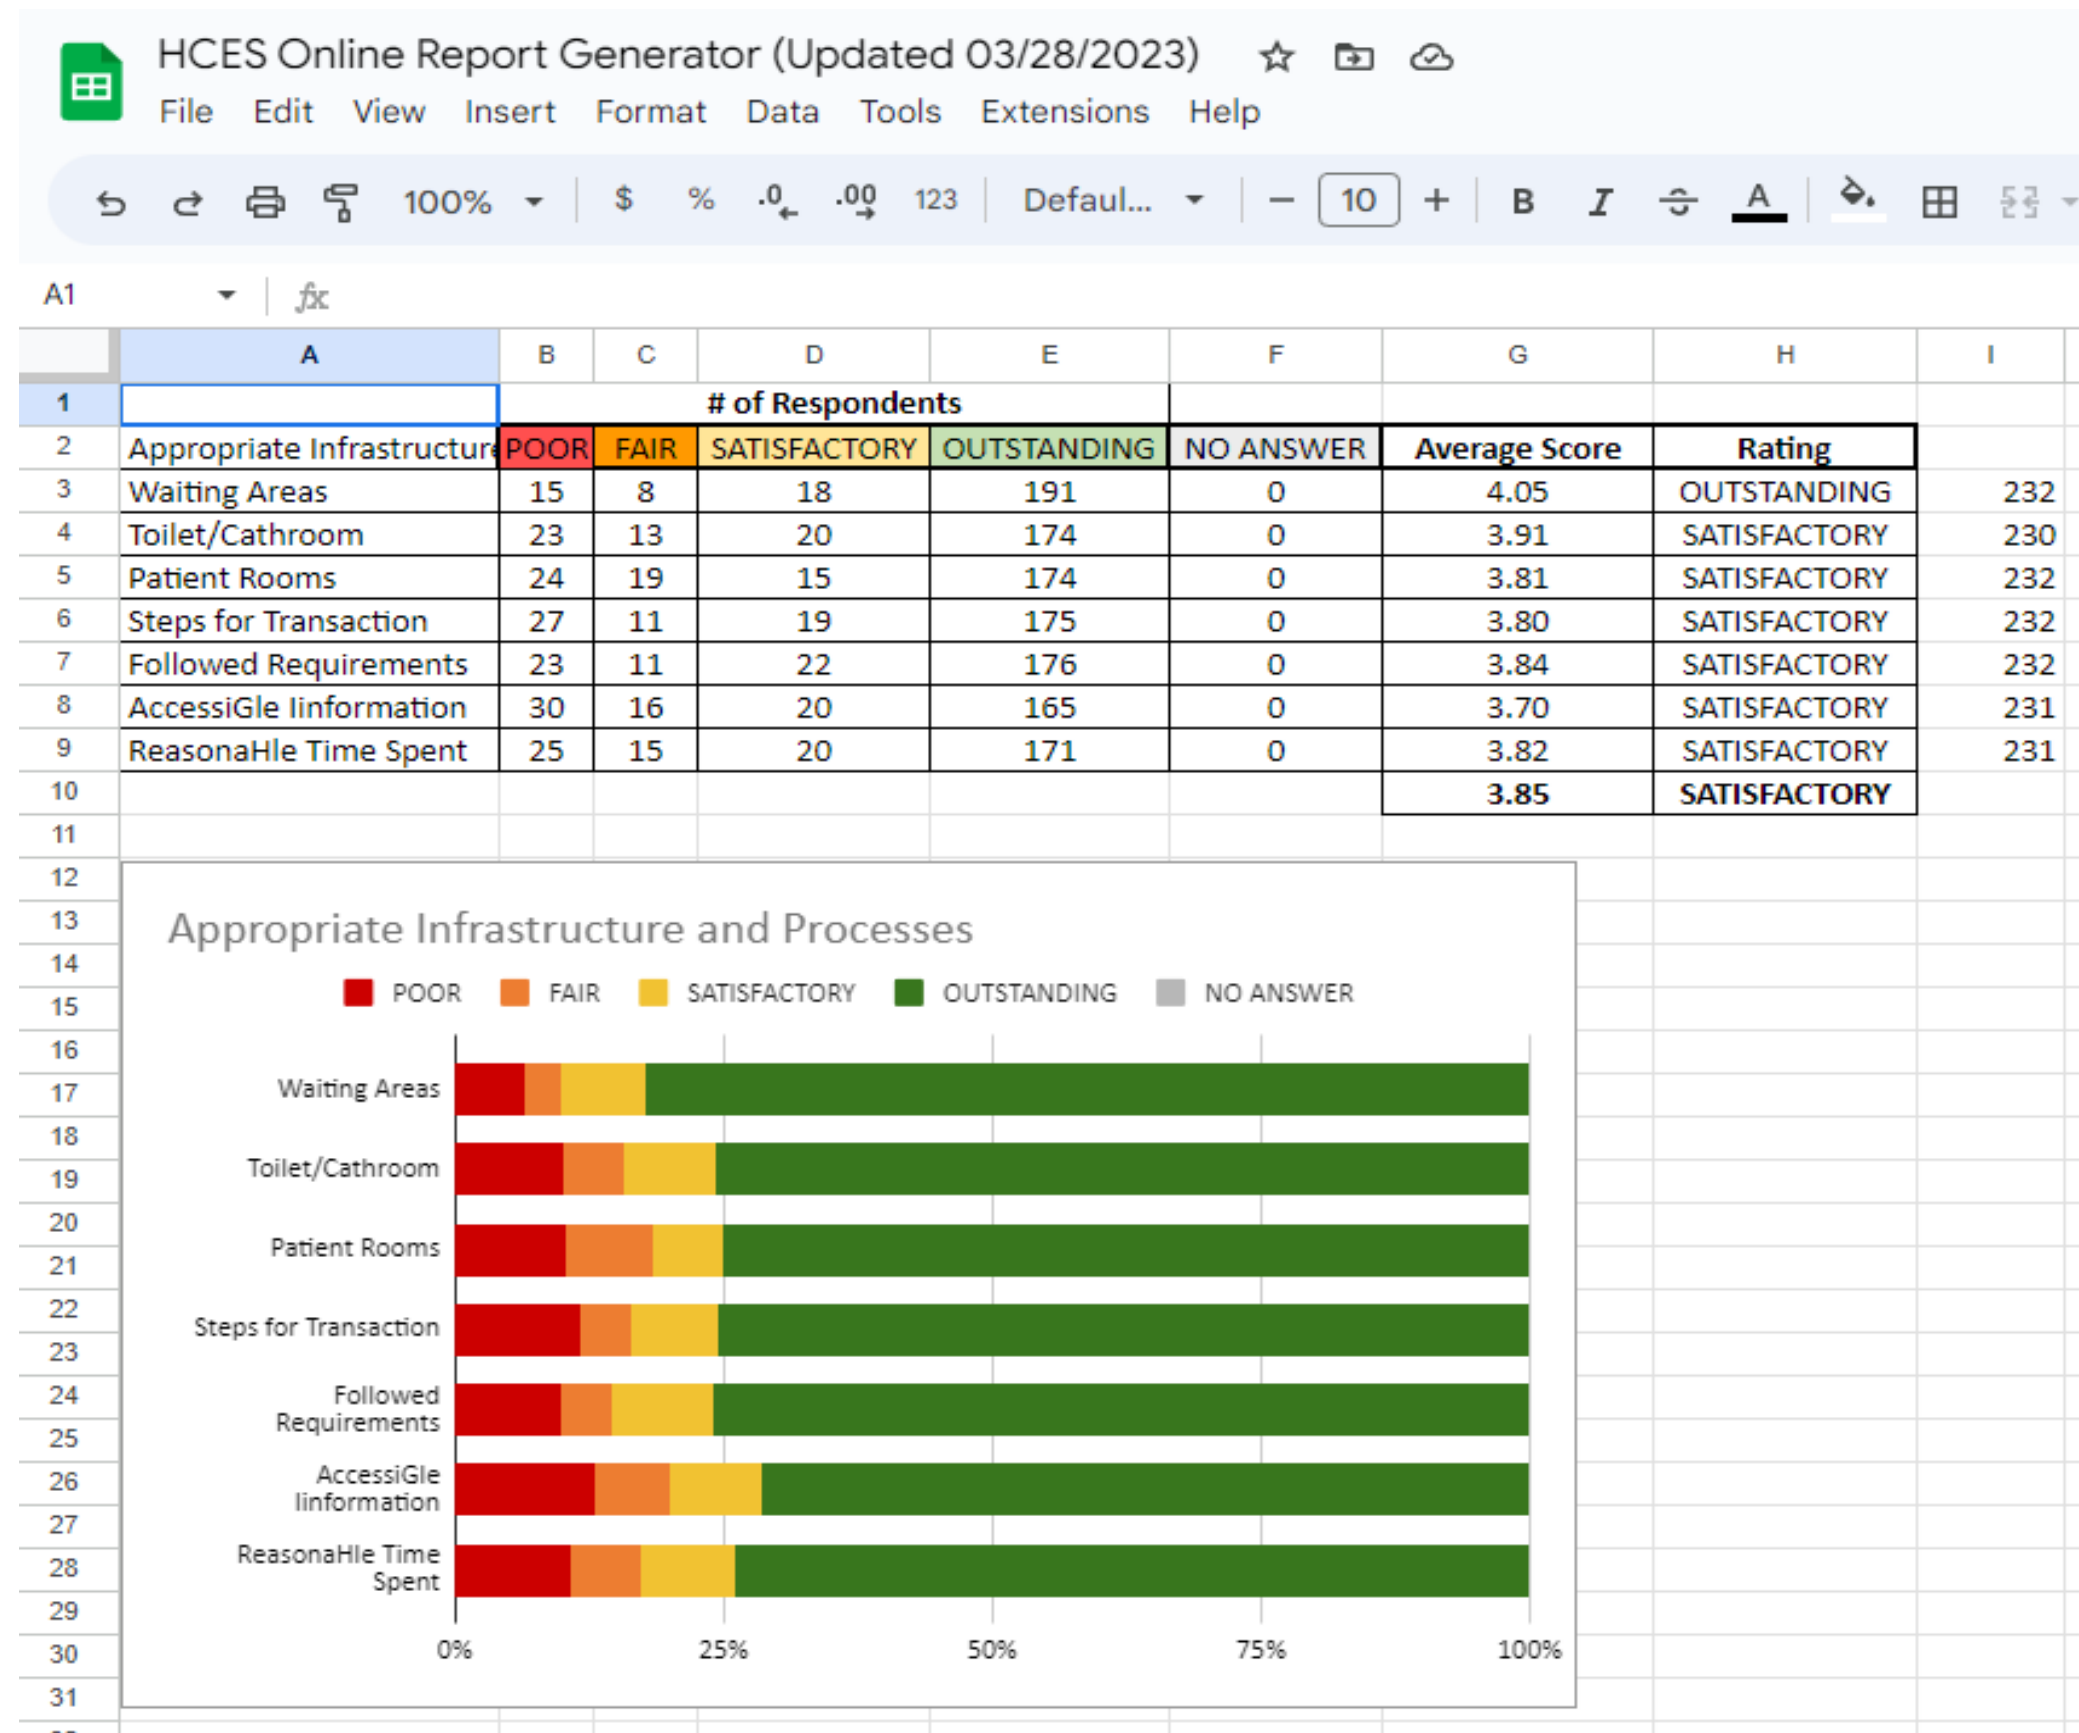 HCES Online Report Generator (Updated 03/28/2023)
File Edit View Insert Format Data Tools Extensions Help
100% $ % .0 .00 123 Defaul... − 10 + B I S A
A1 fx
A B C D E F G H I
1 # of Respondents
2 Appropriate Infrastructure POOR FAIR SATISFACTORY OUTSTANDING NO ANSWER Average Score Rating
3 Waiting Areas 15 8 18 191 0 4.05 OUTSTANDING 232
4 Toilet/Cathroom 23 13 20 174 0 3.91 SATISFACTORY 230
5 Patient Rooms 24 19 15 174 0 3.81 SATISFACTORY 232
6 Steps for Transaction 27 11 19 175 0 3.80 SATISFACTORY 232
7 Followed Requirements 23 11 22 176 0 3.84 SATISFACTORY 232
8 AccessiGle Iinformation 30 16 20 165 0 3.70 SATISFACTORY 231
9 ReasonaHle Time Spent 25 15 20 171 0 3.82 SATISFACTORY 231
10 3.85 SATISFACTORY
11
12
13
14
15
16
17
18
19
20
21
22
23
24
25
26
27
28
29
30
31
Appropriate Infrastructure and Processes
POOR FAIR SATISFACTORY OUTSTANDING NO ANSWER
Waiting Areas
Toilet/Cathroom
Patient Rooms
Steps for Transaction
Followed
Requirements
AccessiGle
Iinformation
ReasonaHle Time
Spent
0% 25% 50% 75% 100%